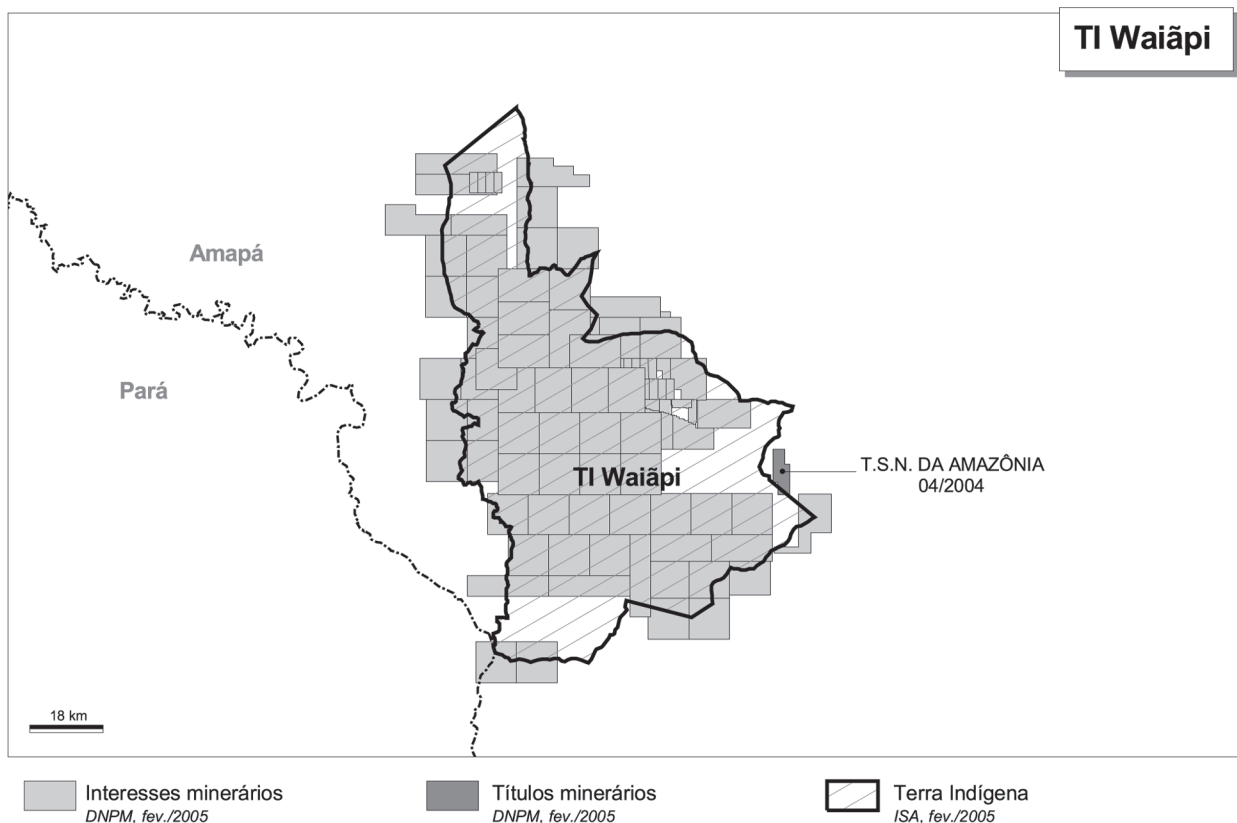 TI Waiãpi
Amapá
Pará
TI Waiãpi
T.S.N. DA AMAZÔNIA
04/2004
18 km
Interesses minerários
DNPM, fev./2005
Títulos minerários
DNPM, fev./2005
Terra Indígena
ISA, fev./2005